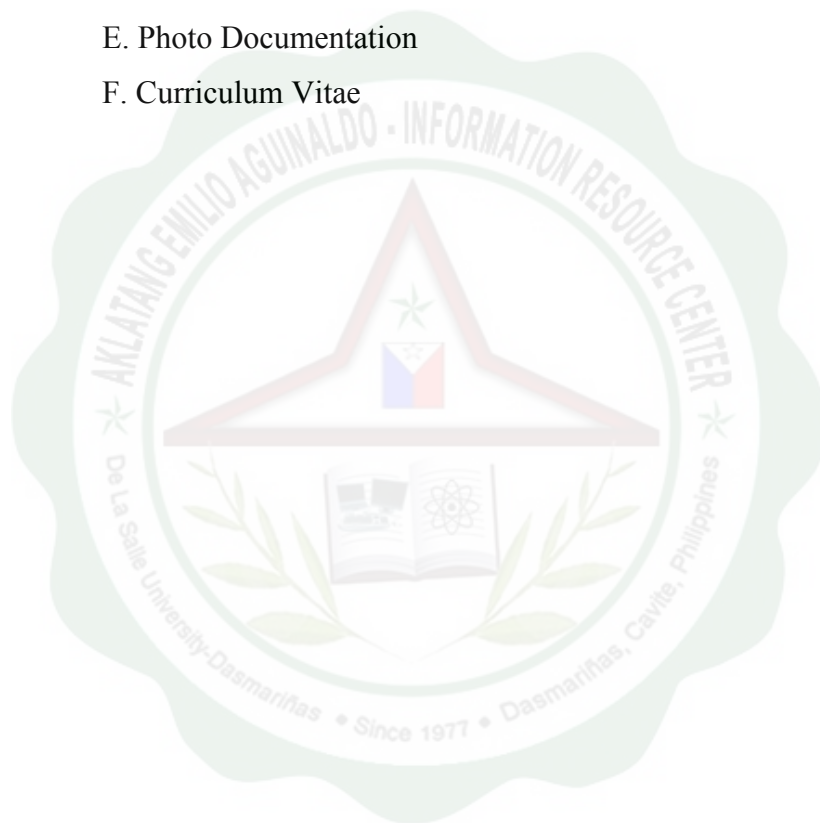 E. Photo Documentation
F. Curriculum Vitae
AKLATANG EMILIO AGUINALDO - INFORMATION RESOURCE CENTER
De La Salle University-Dasmariñas • Since 1977 • Dasmariñas, Cavite, Philippines